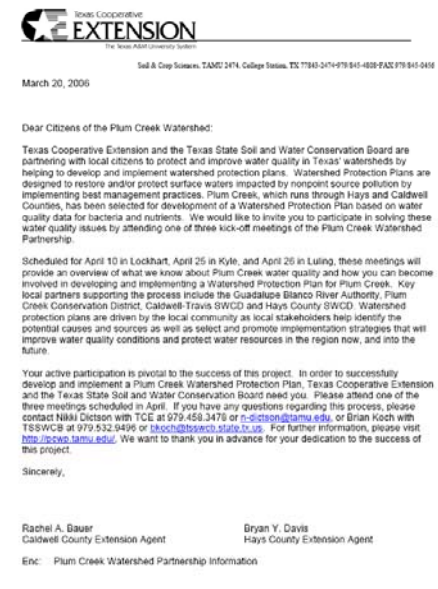 Texas Cooperative
EXTENSION
The Texas A&M University System
Soil & Crop Sciences, TAMU 2474, College Station, TX 77843-2474·979/845-4808·FAX 979/845-0456
March 20, 2006
Dear Citizens of the Plum Creek Watershed:
Texas Cooperative Extension and the Texas State Soil and Water Conservation Board are
partnering with local citizens to protect and improve water quality in Texas' watersheds by
helping to develop and implement watershed protection plans. Watershed Protection Plans are
designed to restore and/or protect surface waters impacted by nonpoint source pollution by
implementing best management practices. Plum Creek, which runs through Hays and Caldwell
Counties, has been selected for development of a Watershed Protection Plan based on water
quality data for bacteria and nutrients. We would like to invite you to participate in solving these
water quality issues by attending one of three kick-off meetings of the Plum Creek Watershed
Partnership.
Scheduled for April 10 in Lockhart, April 25 in Kyle, and April 26 in Luling, these meetings will
provide an overview of what we know about Plum Creek water quality and how you can become
involved in developing and implementing a Watershed Protection Plan for Plum Creek. Key
local partners supporting the process include the Guadalupe Blanco River Authority, Plum
Creek Conservation District, Caldwell-Travis SWCD and Hays County SWCD. Watershed
protection plans are driven by the local community as local stakeholders help identify the
potential causes and sources as well as select and promote implementation strategies that will
improve water quality conditions and protect water resources in the region now, and into the
future.
Your active participation is pivotal to the success of this project. In order to successfully
develop and implement a Plum Creek Watershed Protection Plan, Texas Cooperative Extension
and the Texas State Soil and Water Conservation Board need you. Please attend one of the
three meetings scheduled in April. If you have any questions regarding this process, please
contact Nikki Dictson with TCE at 979.458.3478 or n-dictson@tamu.edu, or Brian Koch with
TSSWCB at 979.532.9496 or bkoch@tsswcb.state.tx.us. For further information, please visit
http://pcwp.tamu.edu/. We want to thank you in advance for your dedication to the success of
this project.
Sincerely,
Rachel A. Bauer Bryan Y. Davis
Caldwell County Extension Agent Hays County Extension Agent
Enc: Plum Creek Watershed Partnership Information